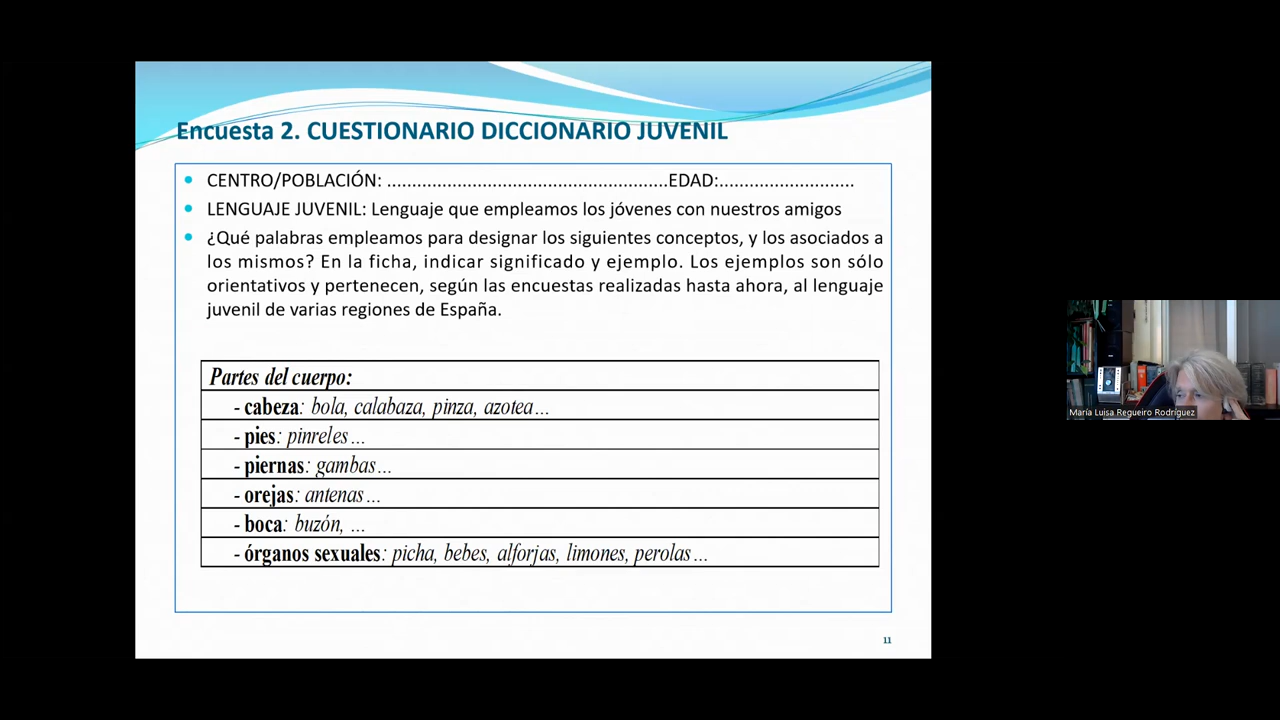 Encuesta 2. CUESTIONARIO DICCIONARIO JUVENIL
CENTRO/POBLACIÓN: ........................................................EDAD:...........................
LENGUAJE JUVENIL: Lenguaje que empleamos los jóvenes con nuestros amigos
¿Qué palabras empleamos para designar los siguientes conceptos, y los asociados a
los mismos? En la ficha, indicar significado y ejemplo. Los ejemplos son sólo
orientativos y pertenecen, según las encuestas realizadas hasta ahora, al lenguaje
juvenil de varias regiones de España.
Partes del cuerpo:
- cabeza: bola, calabaza, pinza, azotea...
- pies: pinreles...
- piernas: gambas...
- orejas: antenas...
- boca: buzón, ...
- órganos sexuales: picha, bebes, alforjas, limones, perolas...
11
María Luisa Regueiro Rodríguez